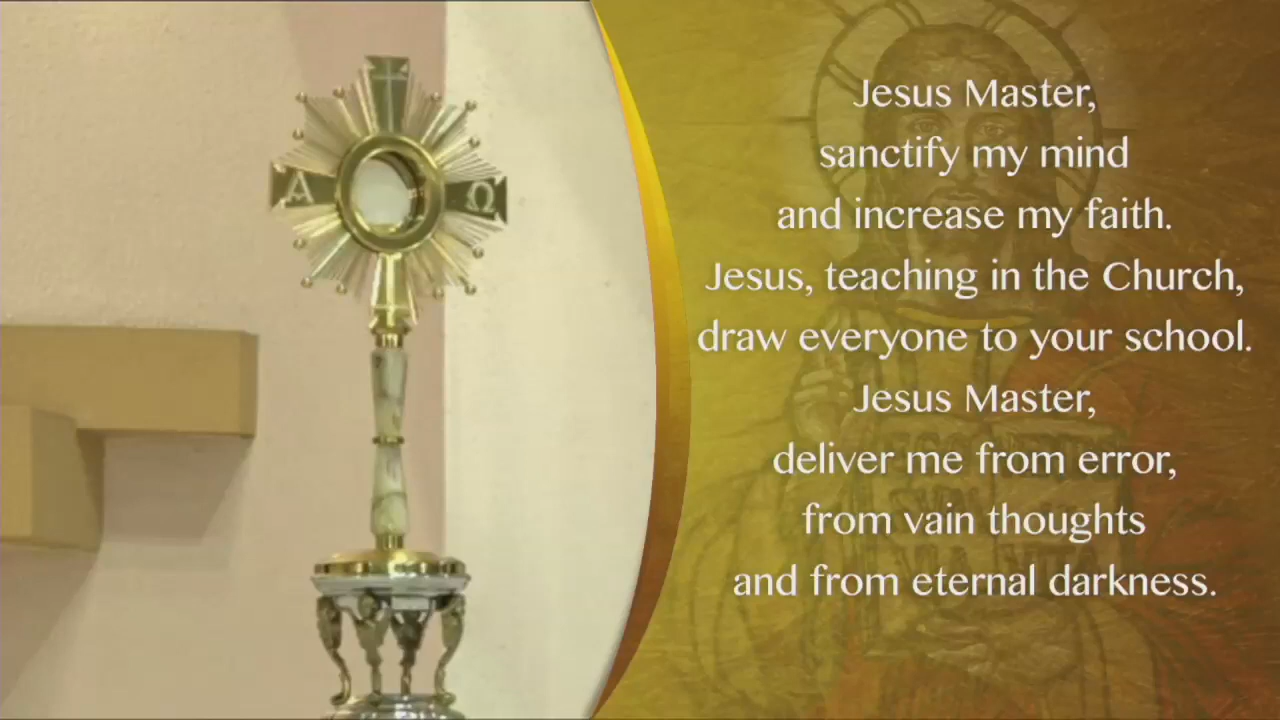 Α Ω
Jesus Master,
sanctify my mind
and increase my faith.
Jesus, teaching in the Church,
draw everyone to your school.
Jesus Master,
deliver me from error,
from vain thoughts
and from eternal darkness.